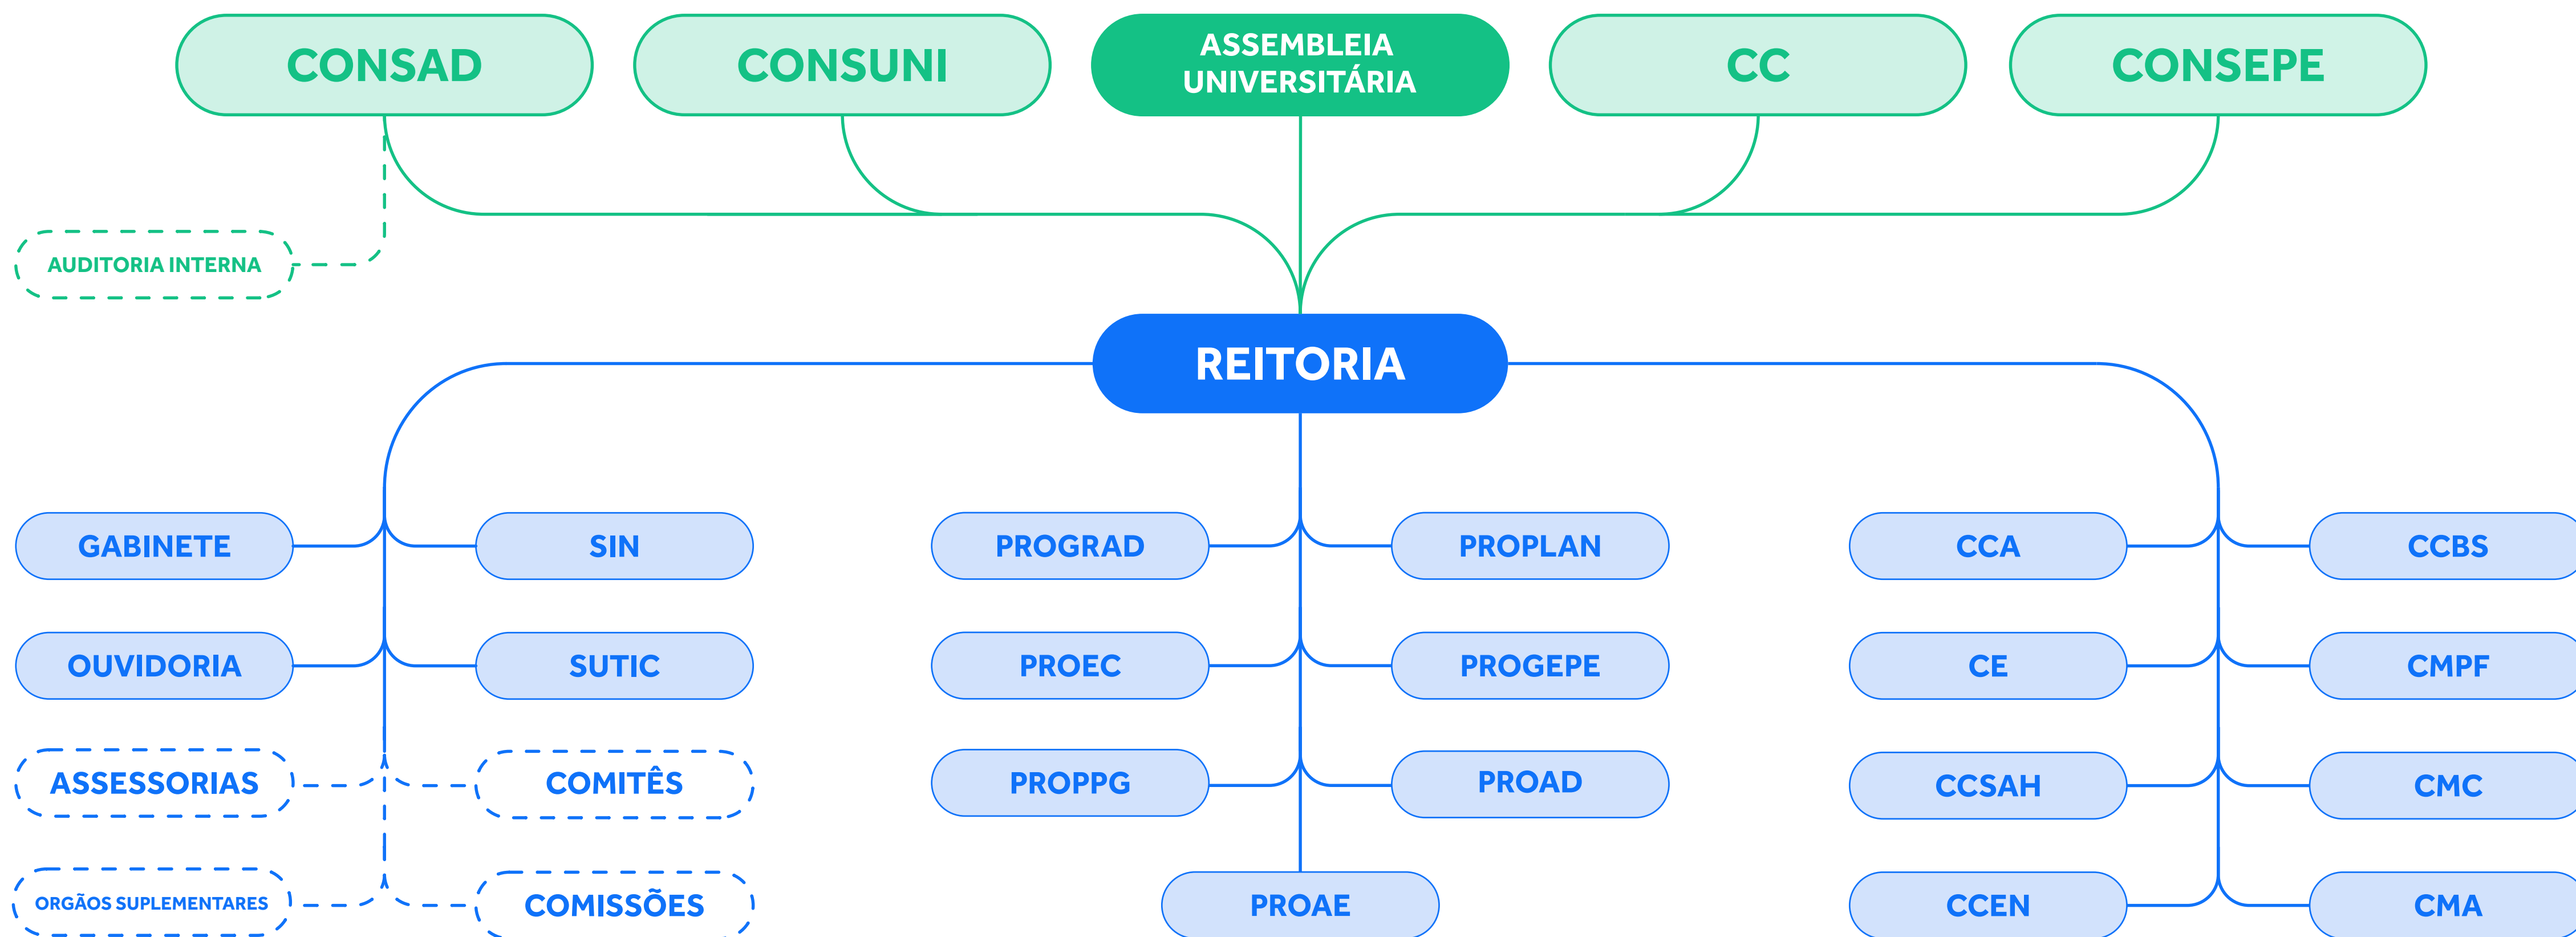 CONSAD
CONSUNI
ASSEMBLEIA
UNIVERSITÁRIA
CC
CONSEPE
AUDITORIA INTERNA
REITORIA
GABINETE
SIN
PROGRAD
PROPLAN
CCA
CCBS
OUVIDORIA
SUTIC
PROEC
PROGEPE
CE
CMPF
ASSESSORIAS
COMITÊS
PROPPG
PROAD
CCSAH
CMC
ORGÃOS SUPLEMENTARES
COMISSÕES
PROAE
CCEN
CMA